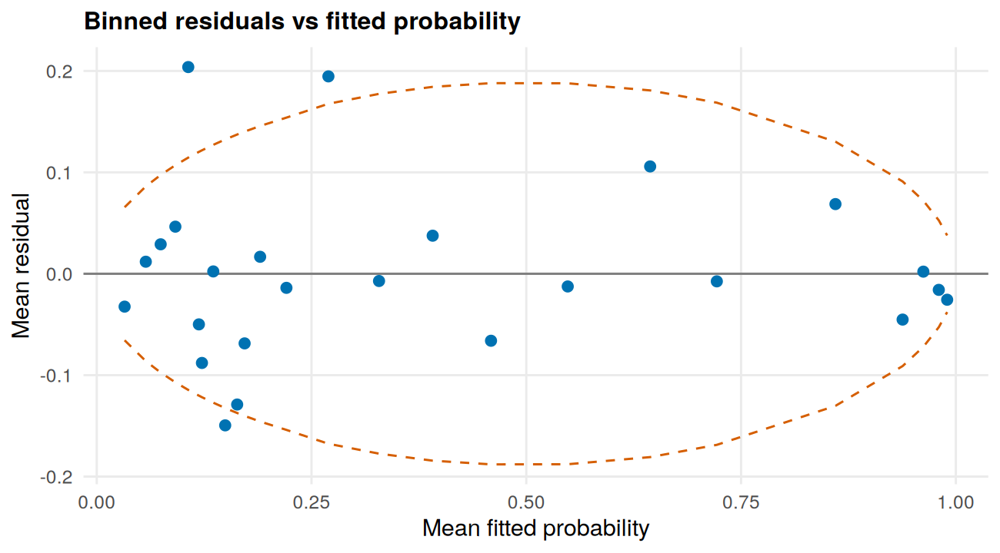 Binned residuals vs fitted probability
Mean residual
0.2
0.1
0.0
-0.1
-0.2
0.00 0.25 0.50 0.75 1.00
Mean fitted probability